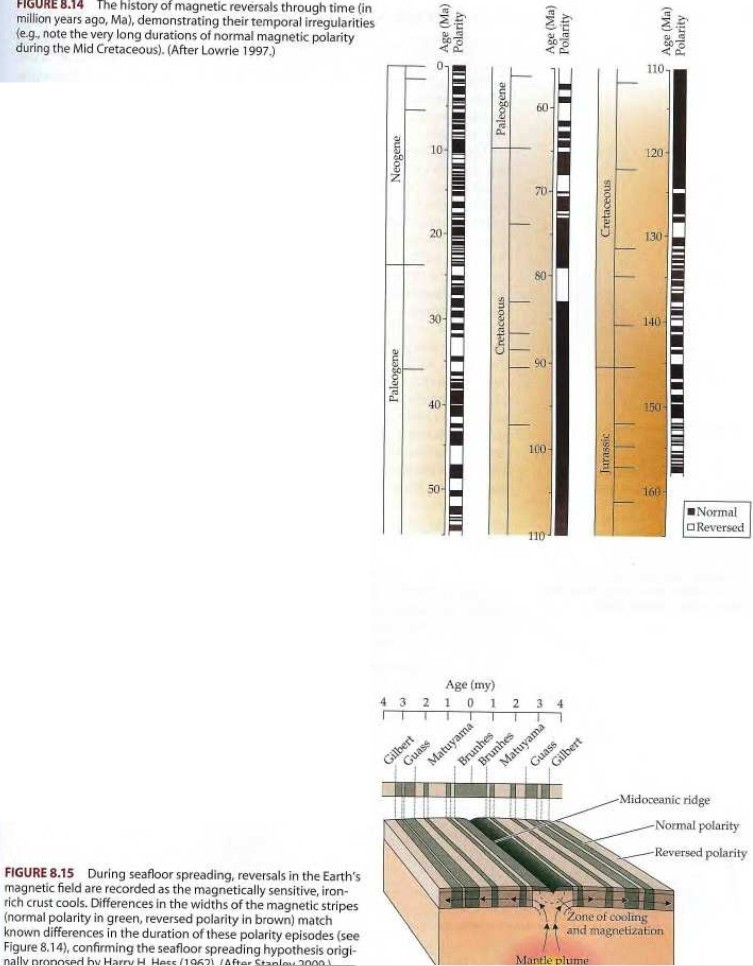 FIGURE 8.14 The history of magnetic reversals through time (in
million years ago, Ma), demonstrating their temporal irregularities
(e.g., note the very long durations of normal magnetic polarity
during the Mid Cretaceous). (After Lowrie 1997.)
Age (Ma)
Polarity
0
10
20
30
40
50
Neogene
Paleogene
Age (Ma)
Polarity
60
70
80
90
100
110
Paleogene
Cretaceous
Age (Ma)
Polarity
110
120
130
140
150
160
Cretaceous
Jurassic
Normal
Reversed
Age (my)
4 3 2 1 0 1 2 3 4
Gilbert
Guass
Matuyama
Brunhes
Brunhes
Matuyama
Guass
Gilbert
Midoceanic ridge
Normal polarity
Reversed polarity
Zone of cooling
and magnetization
Mantle plume
FIGURE 8.15 During seafloor spreading, reversals in the Earth's
magnetic field are recorded as the magnetically sensitive, iron-
rich crust cools. Differences in the widths of the magnetic stripes
(normal polarity in green, reversed polarity in brown) match
known differences in the duration of these polarity episodes (see
Figure 8.14), confirming the seafloor spreading hypothesis origi-
nally proposed by Harry H. Hess (1962). (After Stanley 2009.)